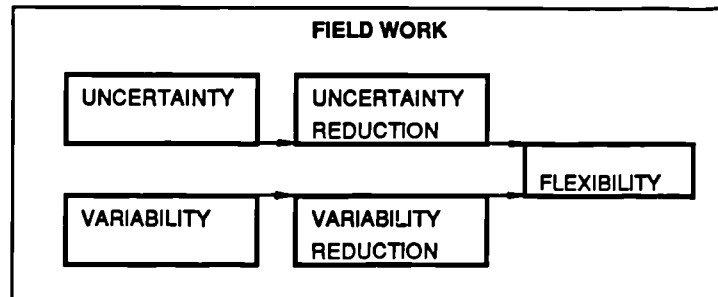 FIELD WORK
UNCERTAINTY
UNCERTAINTY
REDUCTION
FLEXIBILITY
VARIABILITY
VARIABILITY
REDUCTION